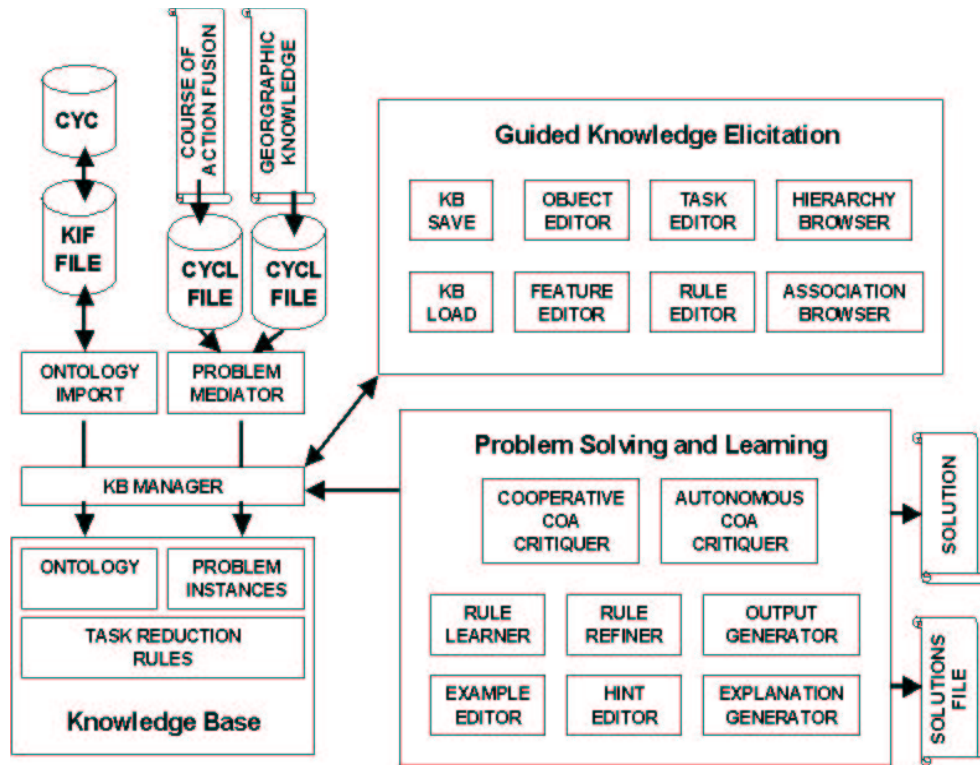 CYC
KIF
FILE
COURSE OF
ACTION FUSION
GEORGRAPHIC
KNOWLEDGE
CYCL
FILE
CYCL
FILE
ONTOLOGY
IMPORT
PROBLEM
MEDIATOR
KB MANAGER
ONTOLOGY
PROBLEM
INSTANCES
TASK REDUCTION
RULES
Knowledge Base
Guided Knowledge Elicitation
KB
SAVE
OBJECT
EDITOR
TASK
EDITOR
HIERARCHY
BROWSER
KB
LOAD
FEATURE
EDITOR
RULE
EDITOR
ASSOCIATION
BROWSER
Problem Solving and Learning
COOPERATIVE
COA
CRITIQUER
AUTONOMOUS
COA
CRITIQUER
RULE
LEARNER
RULE
REFINER
OUTPUT
GENERATOR
EXAMPLE
EDITOR
HINT
EDITOR
EXPLANATION
GENERATOR
SOLUTION
SOLUTIONS
FILE